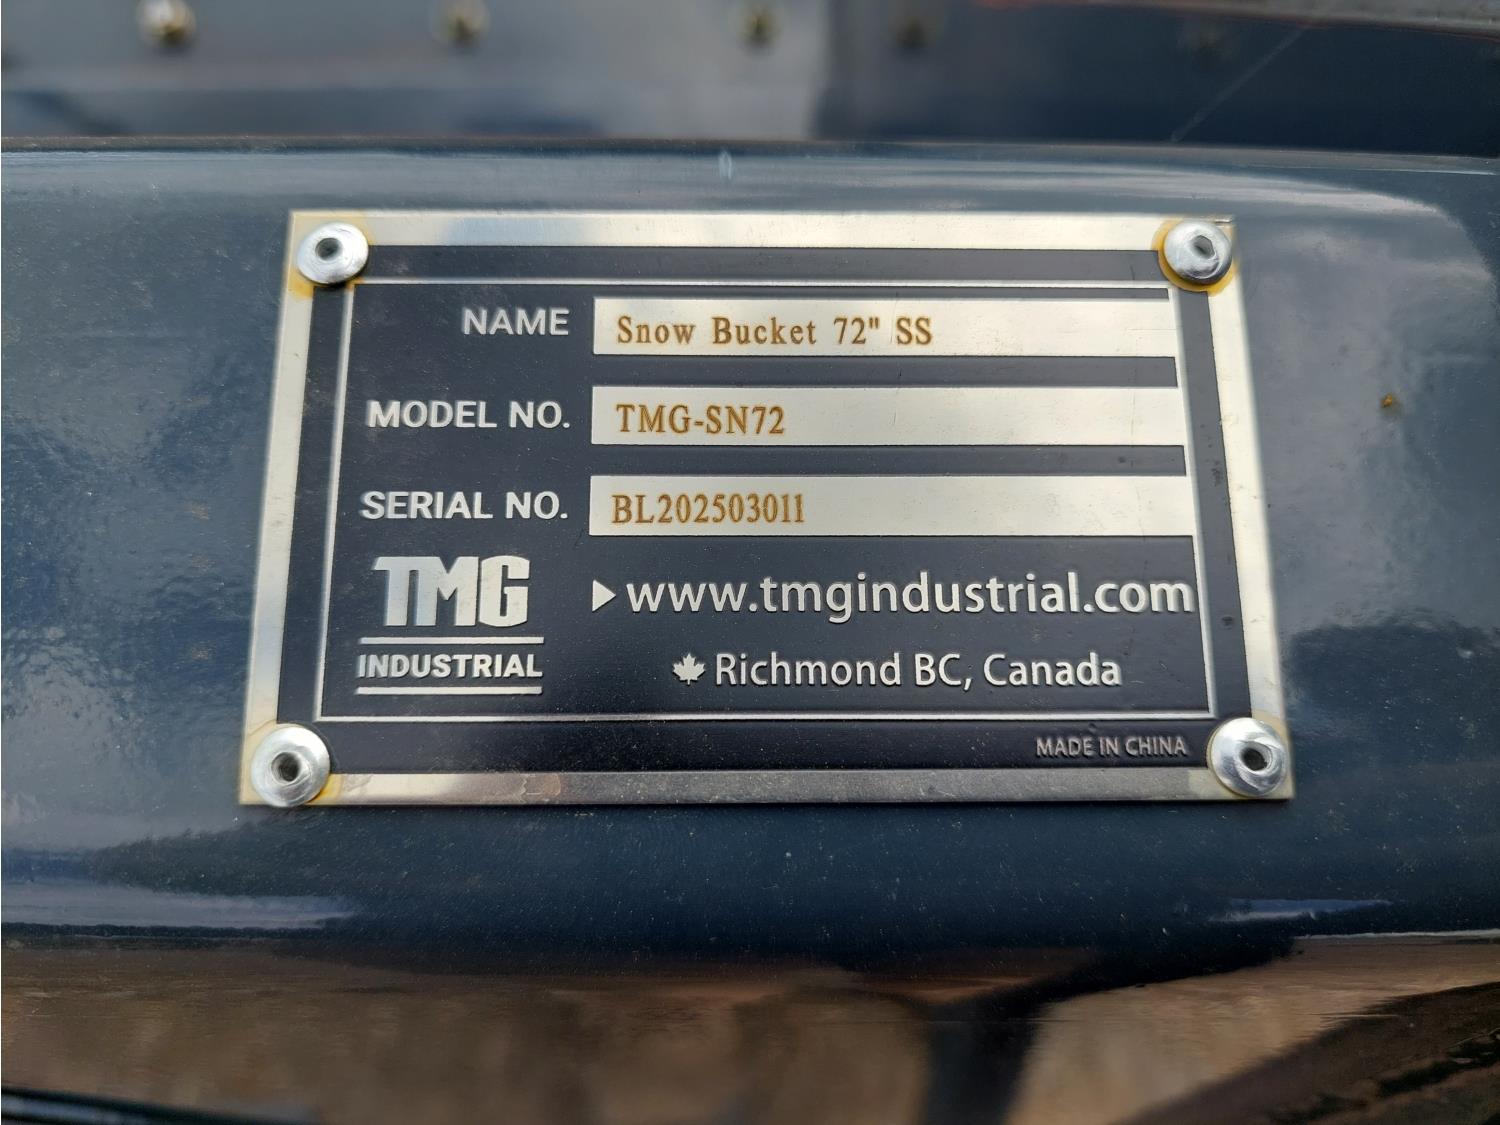 NAME Snow Bucket 72" SS
MODEL NO. TMG-SN72
SERIAL NO. BL202503011
TMG
INDUSTRIAL
www.tmgindustrial.com
Richmond BC, Canada
MADE IN CHINA